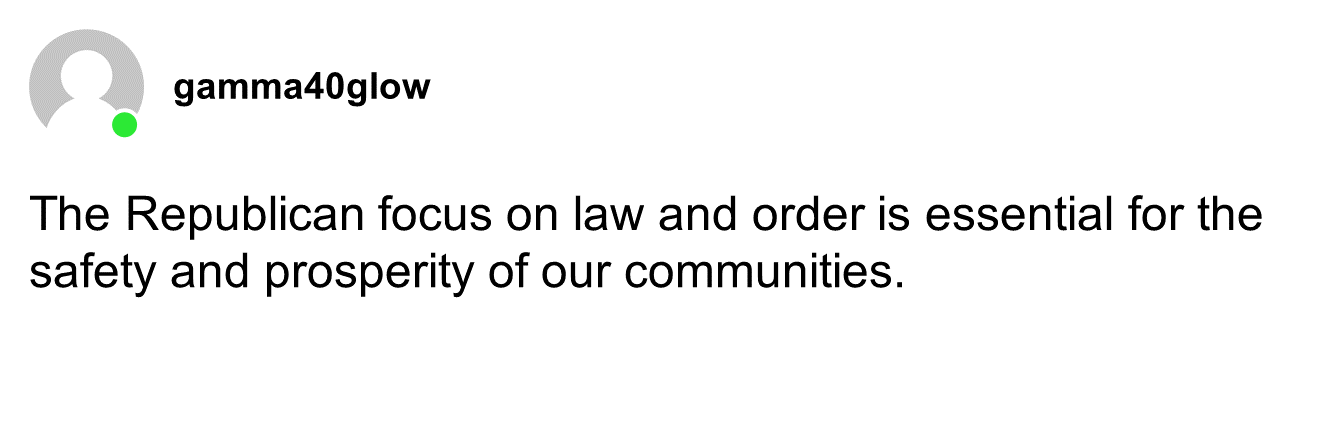 gamma40glow
The Republican focus on law and order is essential for the
safety and prosperity of our communities.